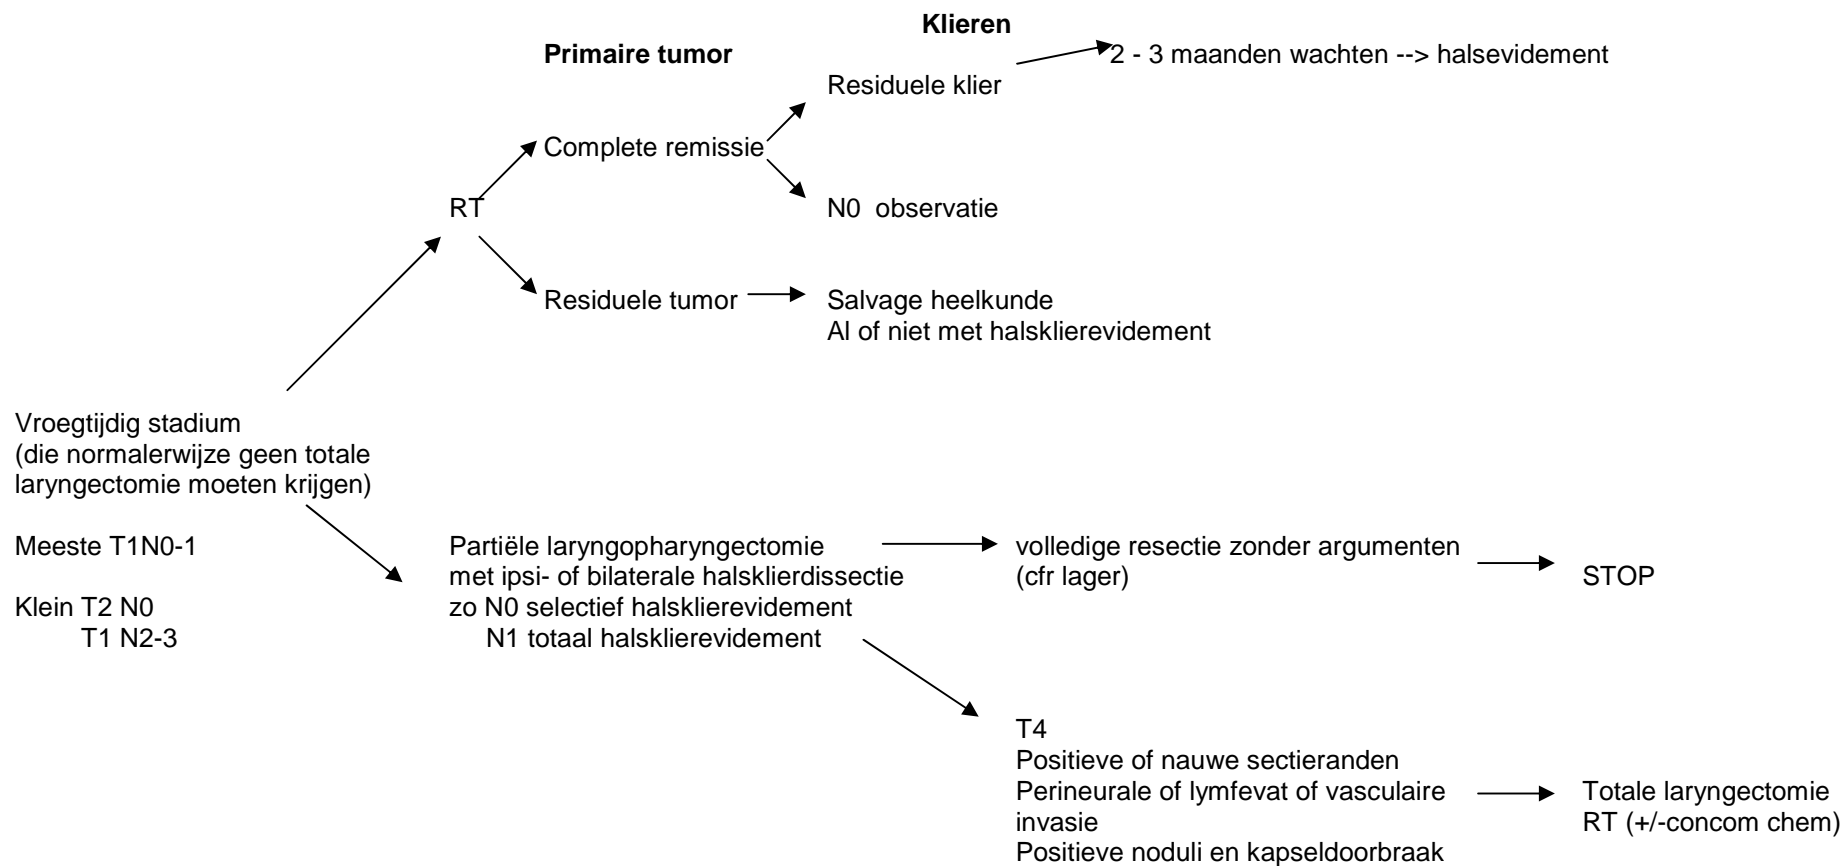 Klieren
Primaire tumor
2 - 3 maanden wachten --> halsevidement
Residuele klier
Complete remissie
RT
N0 observatie
Residuele tumor
Salvage heelkunde
Al of niet met halsklierevidement
Vroegtijdig stadium
(die normalerwijze geen totale
laryngectomie moeten krijgen)
Meeste T1N0-1
Klein T2 N0
T1 N2-3
Partiële laryngopharyngectomie
met ipsi- of bilaterale halsklierdissectie
zo N0 selectief halsklierevidement
N1 totaal halsklierevidement
volledige resectie zonder argumenten
(cfr lager)
STOP
T4
Positieve of nauwe sectieranden
Perineurale of lymfevat of vasculaire
invasie
Positieve noduli en kapseldoorbraak
Totale laryngectomie
RT (+/-concom chem)